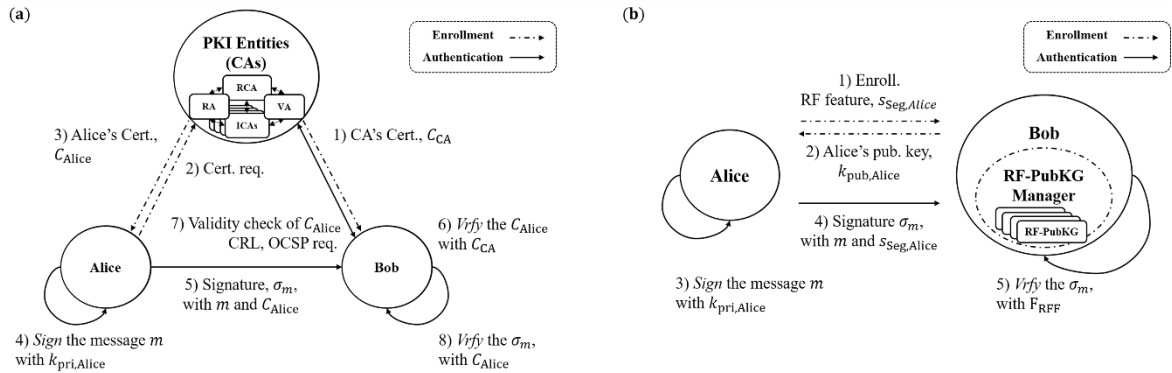 (a)
Enrollment
Authentication
PKI Entities
(CAs)
RCA
RA
VA
ICAs
3) Alice's Cert.,
C_Alice
2) Cert. req.
1) CA's Cert., C_CA
7) Validity check of C_Alice
CRL, OCSP req.
6) Vrfy the C_Alice
with C_CA
Alice
Bob
5) Signature, σ_m,
with m and C_Alice
4) Sign the message m
with k_pri,Alice
8) Vrfy the σ_m,
with C_Alice
(b)
Enrollment
Authentication
1) Enroll.
RF feature, s_Seg,Alice
2) Alice's pub. key,
k_pub,Alice
Alice
Bob
RF-PubKG
Manager
RF-PubKG
4) Signature σ_m,
with m and s_Seg,Alice
3) Sign the message m
with k_pri,Alice
5) Vrfy the σ_m,
with F_RFF